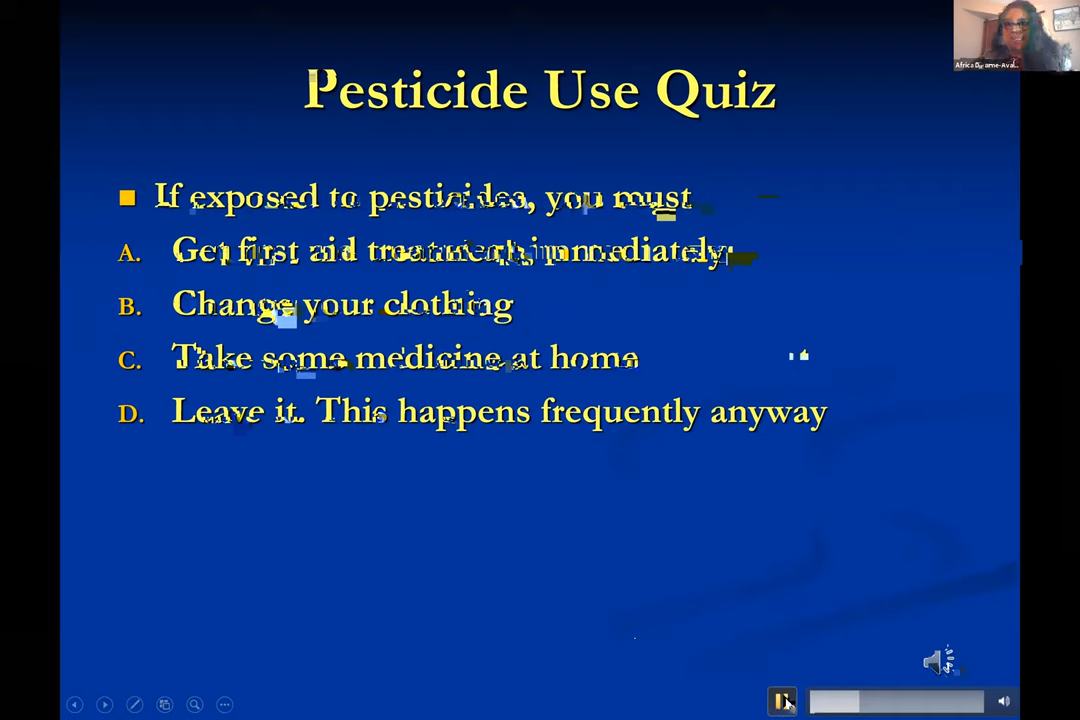 Pesticide Use Quiz
If exposed to pesticides, you must
A. Get first aid treatment immediately
B. Change your clothing
C. Take some medicine at home
D. Leave it. This happens frequently anyway
Africa